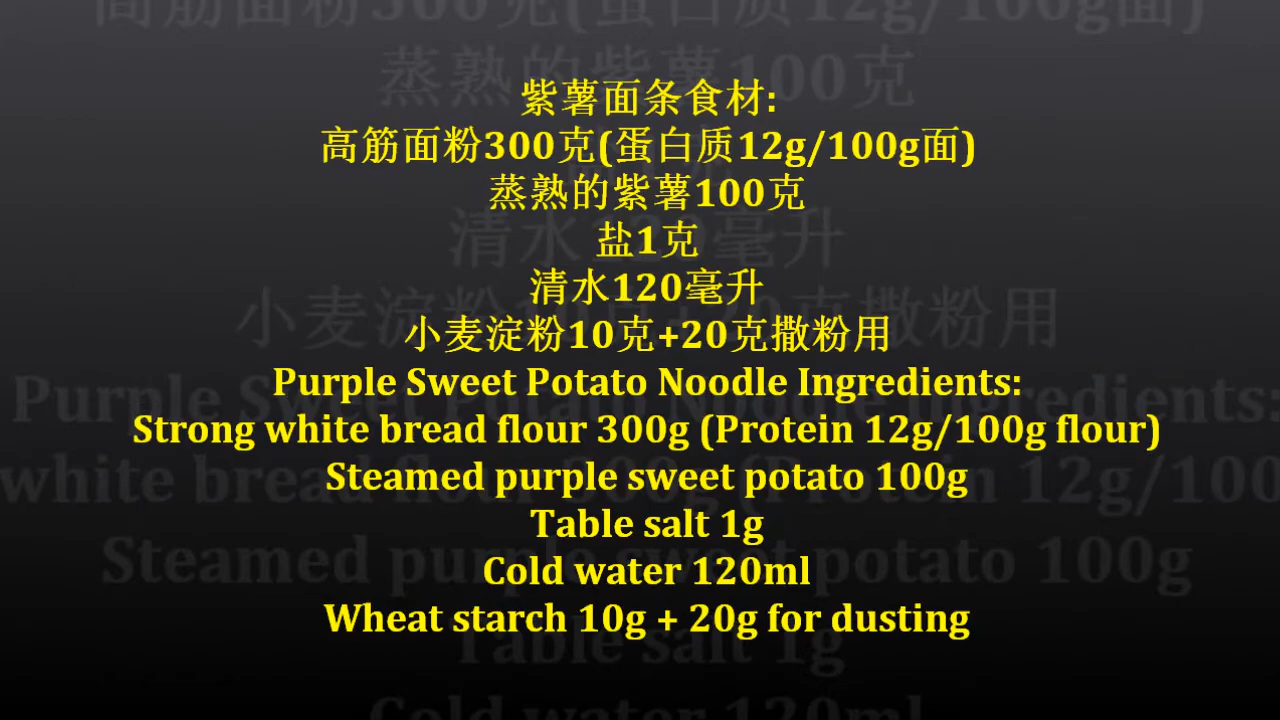 紫薯面条食材:
高筋面粉300克(蛋白质12g/100g面)
蒸熟的紫薯100克
盐1克
清水120毫升
小麦淀粉10克+20克撒粉用
Purple Sweet Potato Noodle Ingredients:
Strong white bread flour 300g (Protein 12g/100g flour)
Steamed purple sweet potato 100g
Table salt 1g
Cold water 120ml
Wheat starch 10g + 20g for dusting